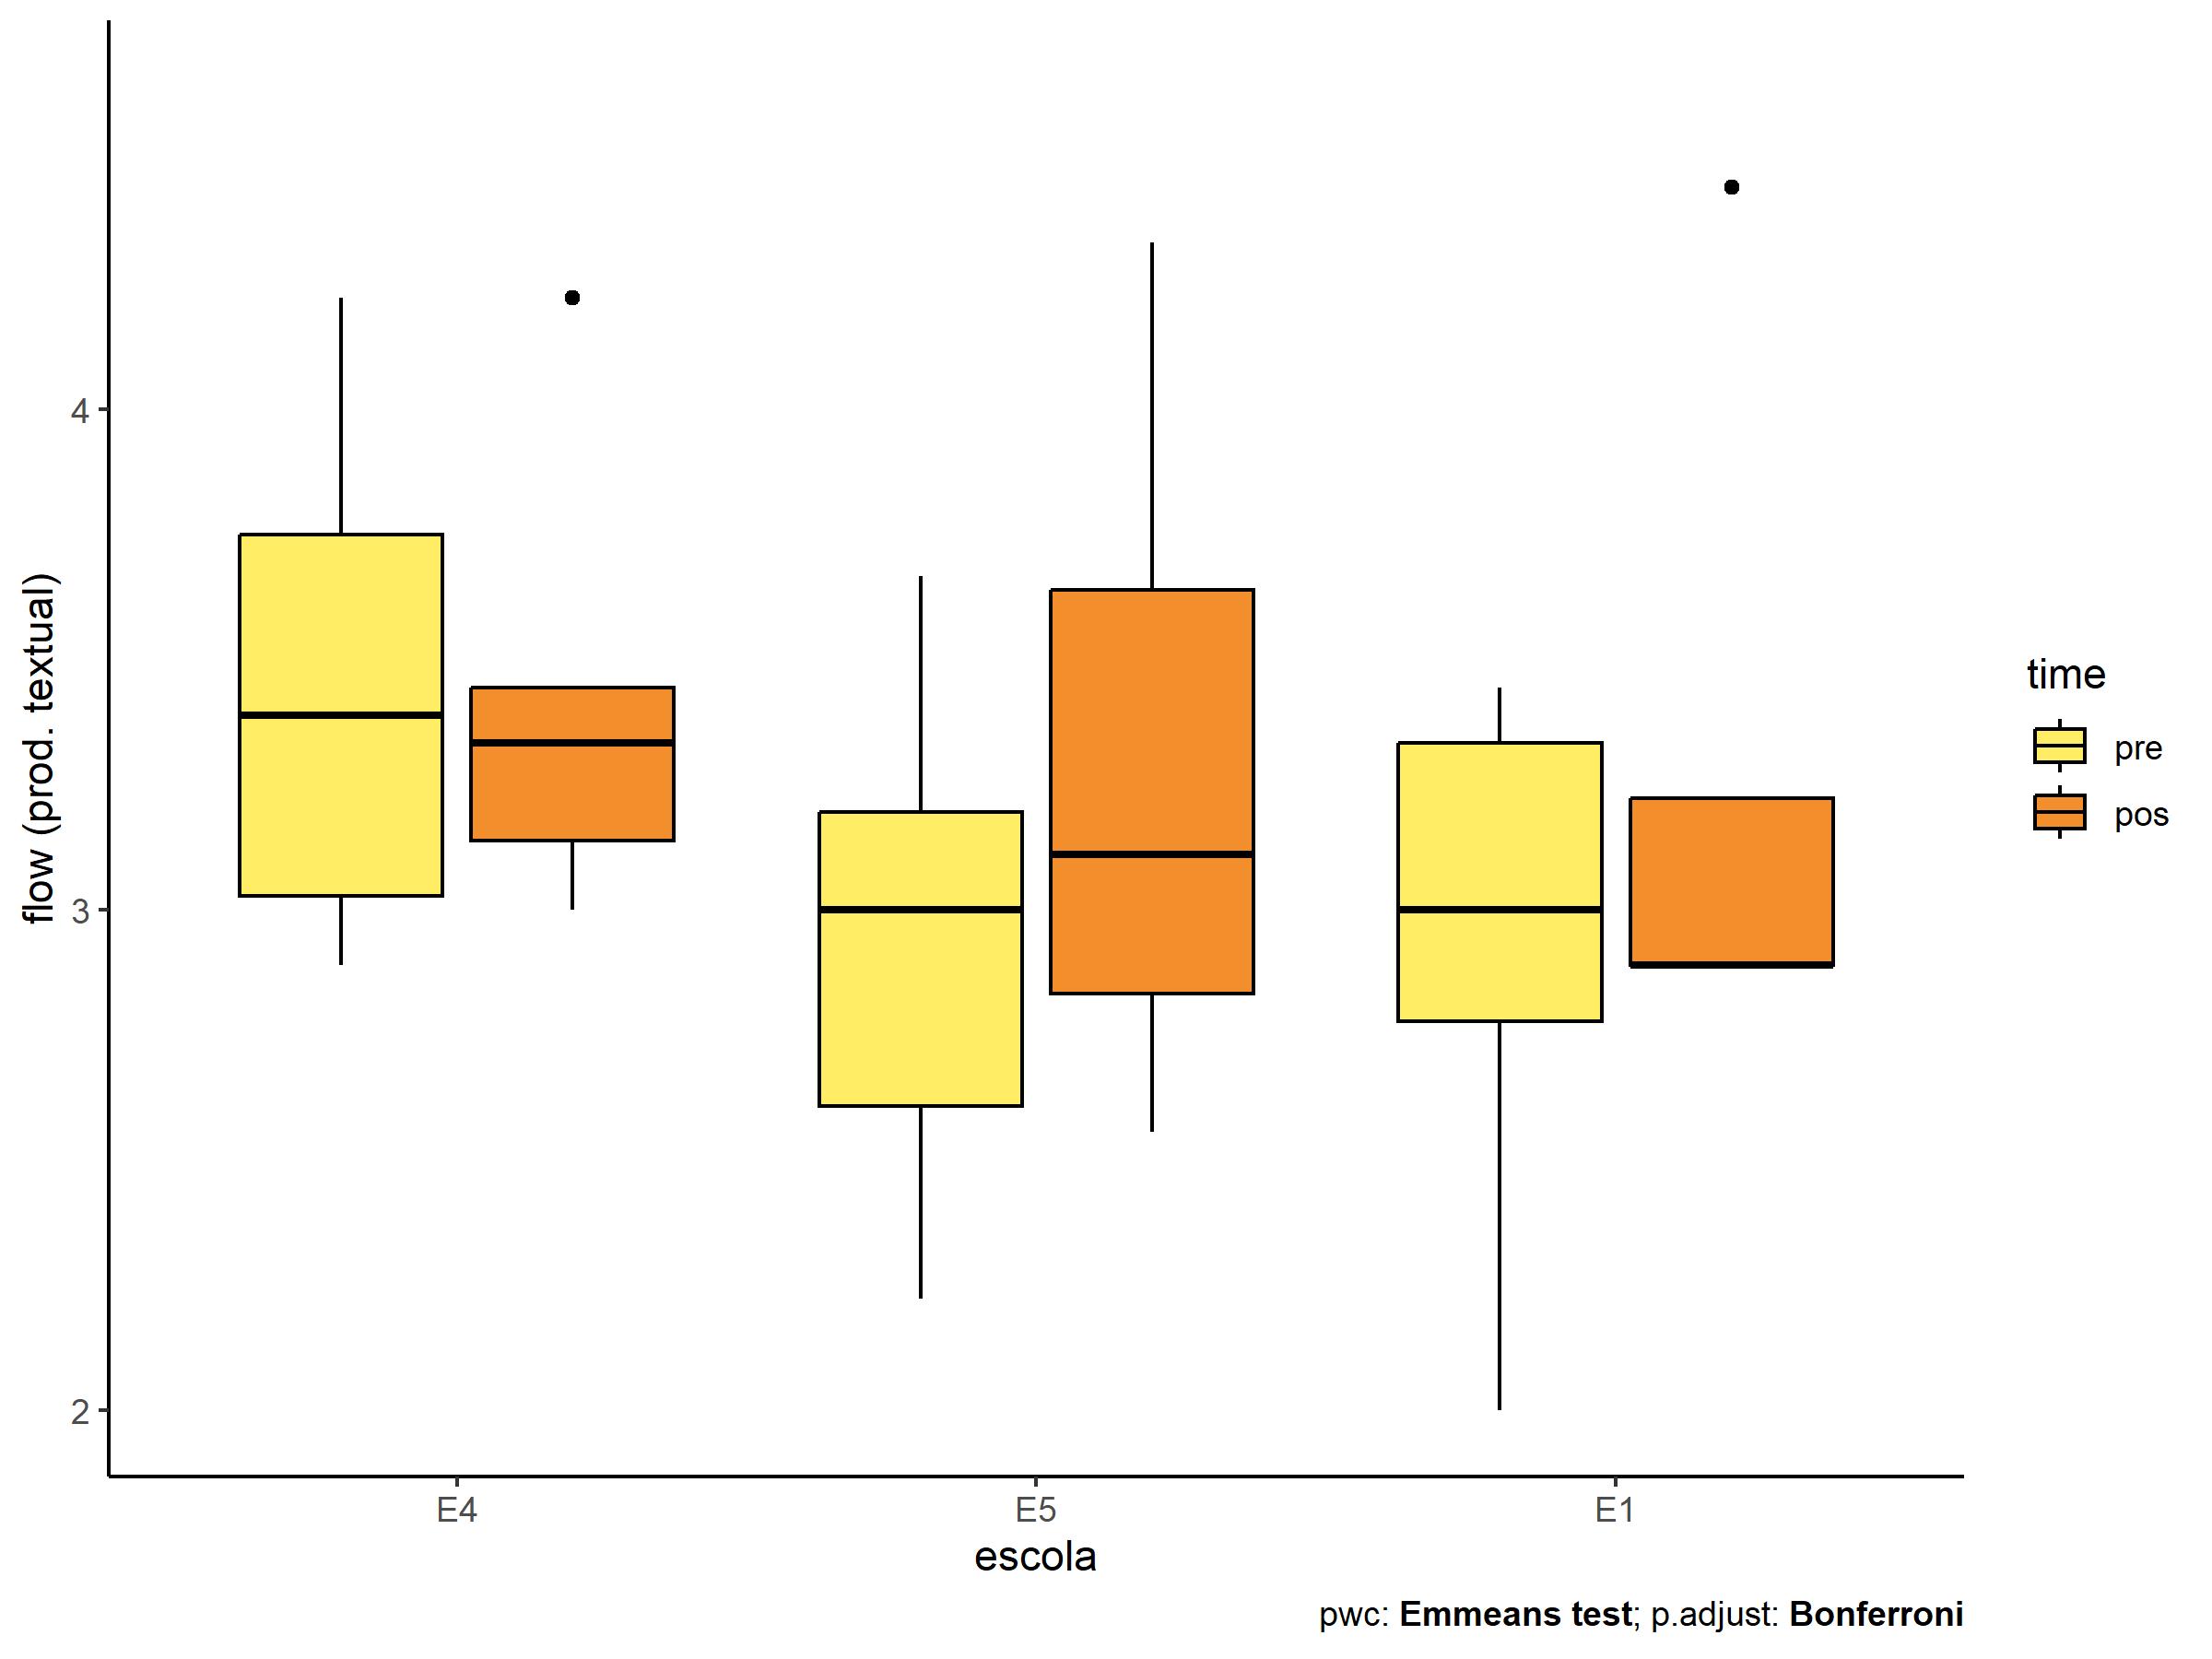 flow (prod. textual)
4
3
2
E4 E5 E1
escola
time
pre
pos
pwc: Emmeans test; p.adjust: Bonferroni